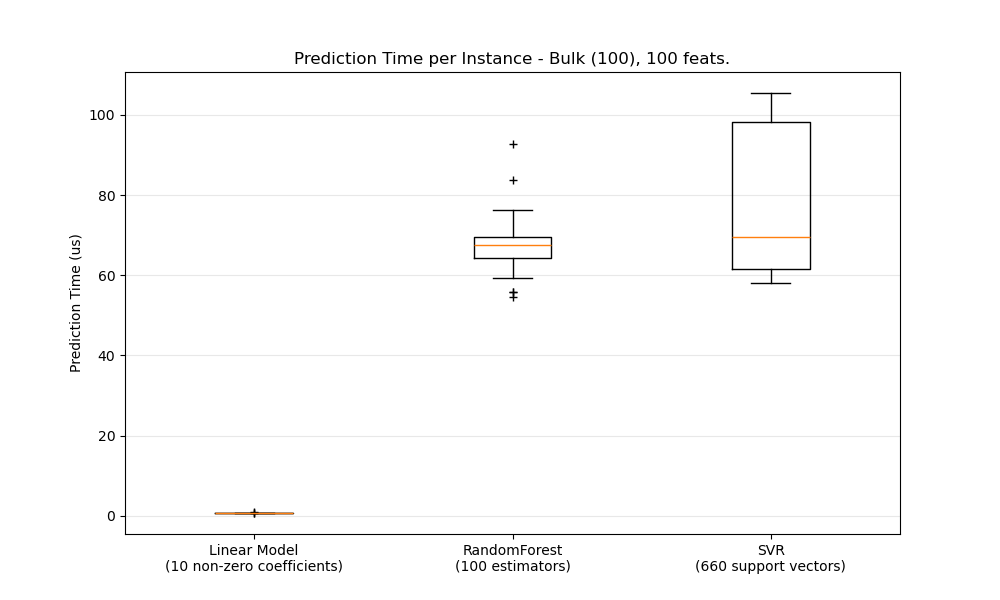 Prediction Time per Instance - Bulk (100), 100 feats.
Prediction Time (us)
100
80
60
40
20
0
Linear Model
(10 non-zero coefficients)
RandomForest
(100 estimators)
SVR
(660 support vectors)